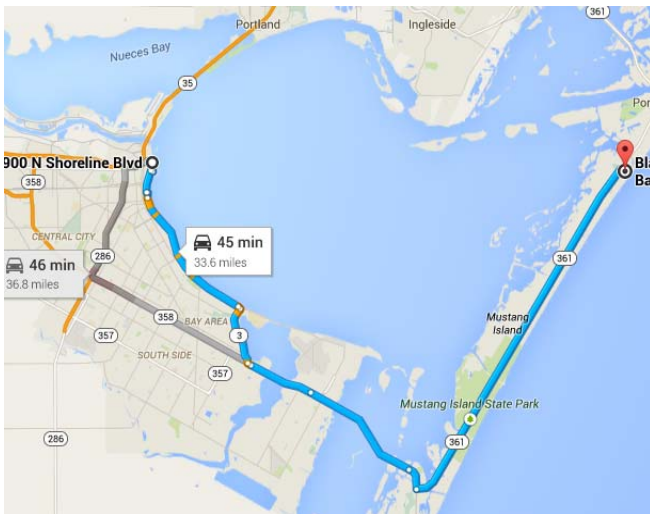 361
Portland
Ingleside
Nueces Bay
35
Por
900 N Shoreline Blvd
Bla
Ba
358
CENTRAL CITY
45 min
33.6 miles
286
46 min
36.8 miles
361
358
BAY AREA
Mustang
Island
357
3
SOUTH SIDE
357
Mustang Island State Park
286
361